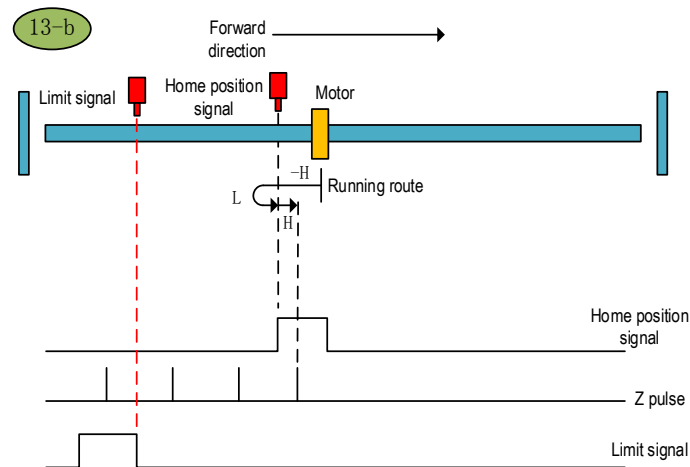 13-b
Forward
direction
Limit signal
Home position
signal
Motor
-H
Running route
L
H
Home position
signal
Z pulse
Limit signal